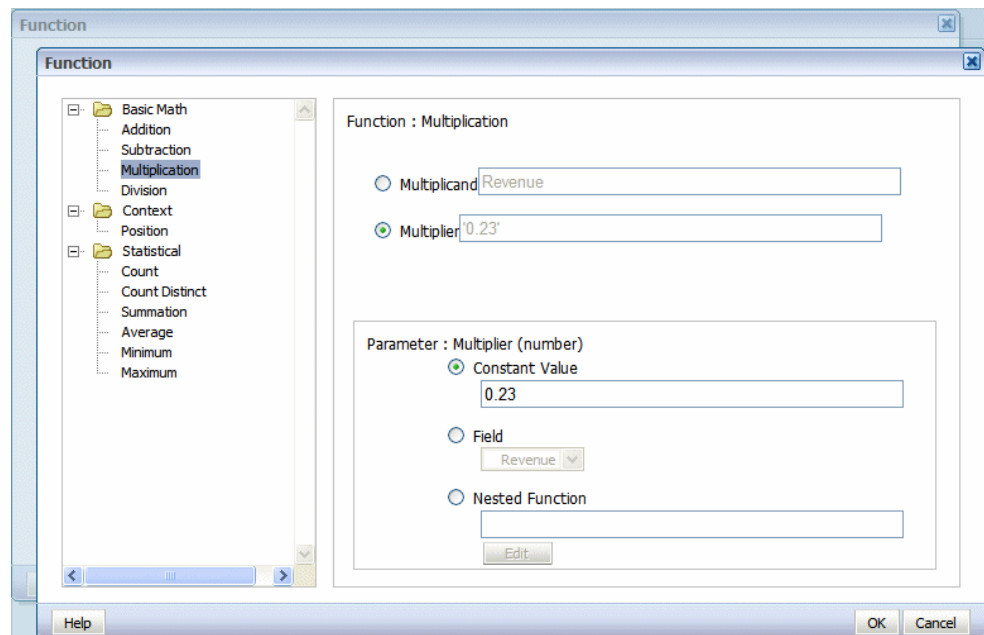 Function
Function
Basic Math
Addition
Subtraction
Multiplication
Division
Context
Position
Statistical
Count
Count Distinct
Summation
Average
Minimum
Maximum
Function : Multiplication
Multiplicand Revenue
Multiplier '0.23'
Parameter : Multiplier (number)
Constant Value
0.23
Field
Revenue
Nested Function
Edit
Help
OK Cancel